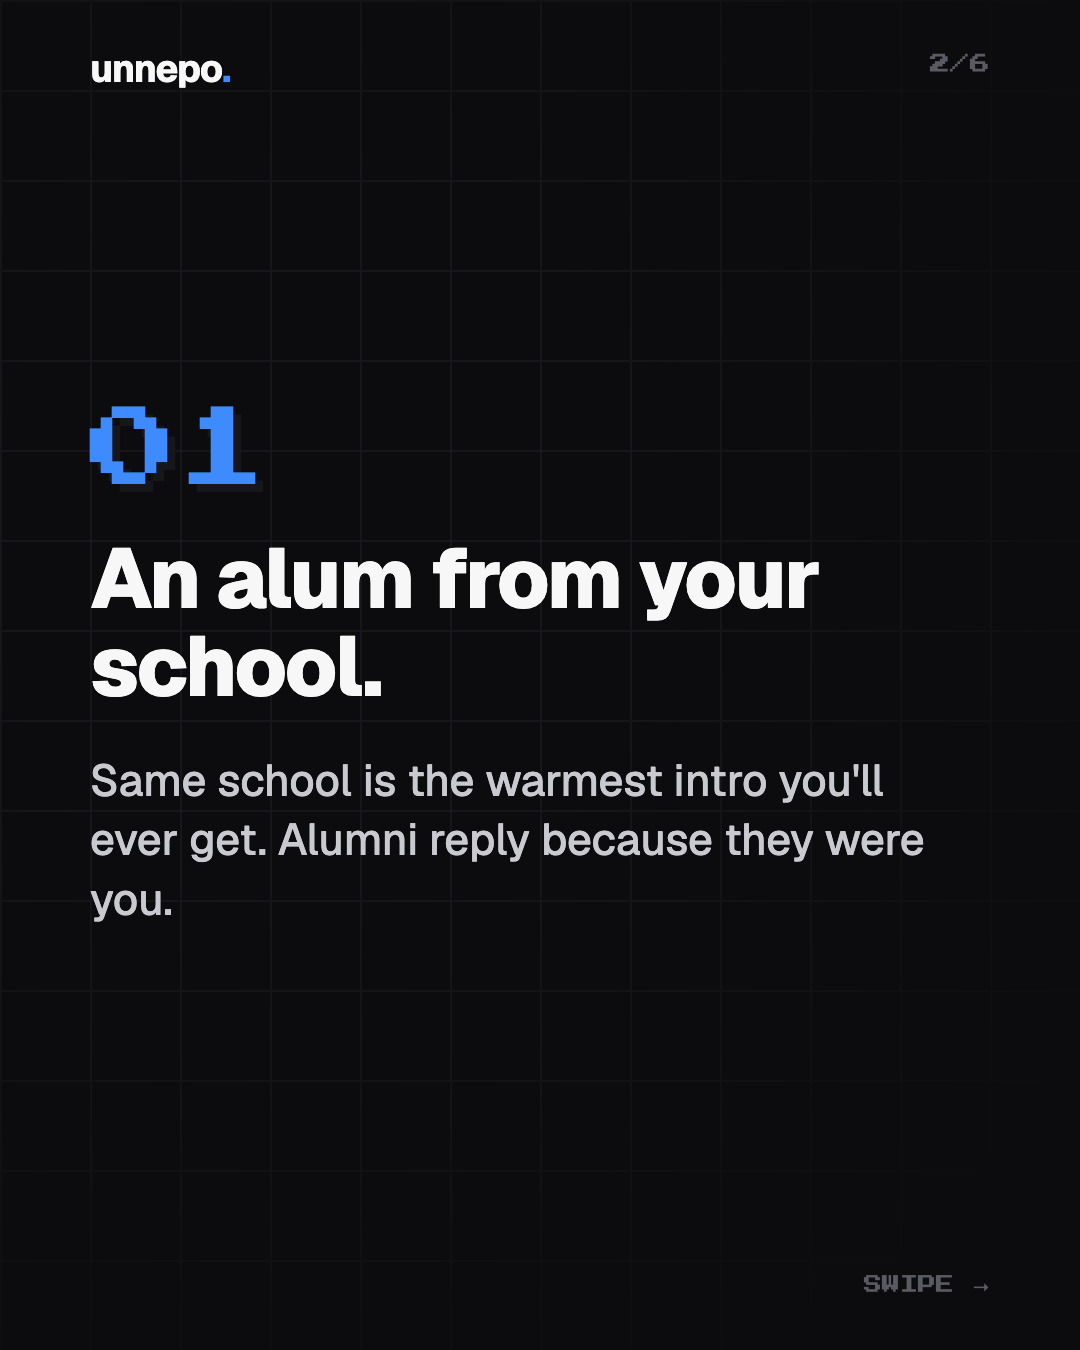 unnepo.
2/6
01
An alum from your
school.
Same school is the warmest intro you'll
ever get. Alumni reply because they were
you.
SWIPE →